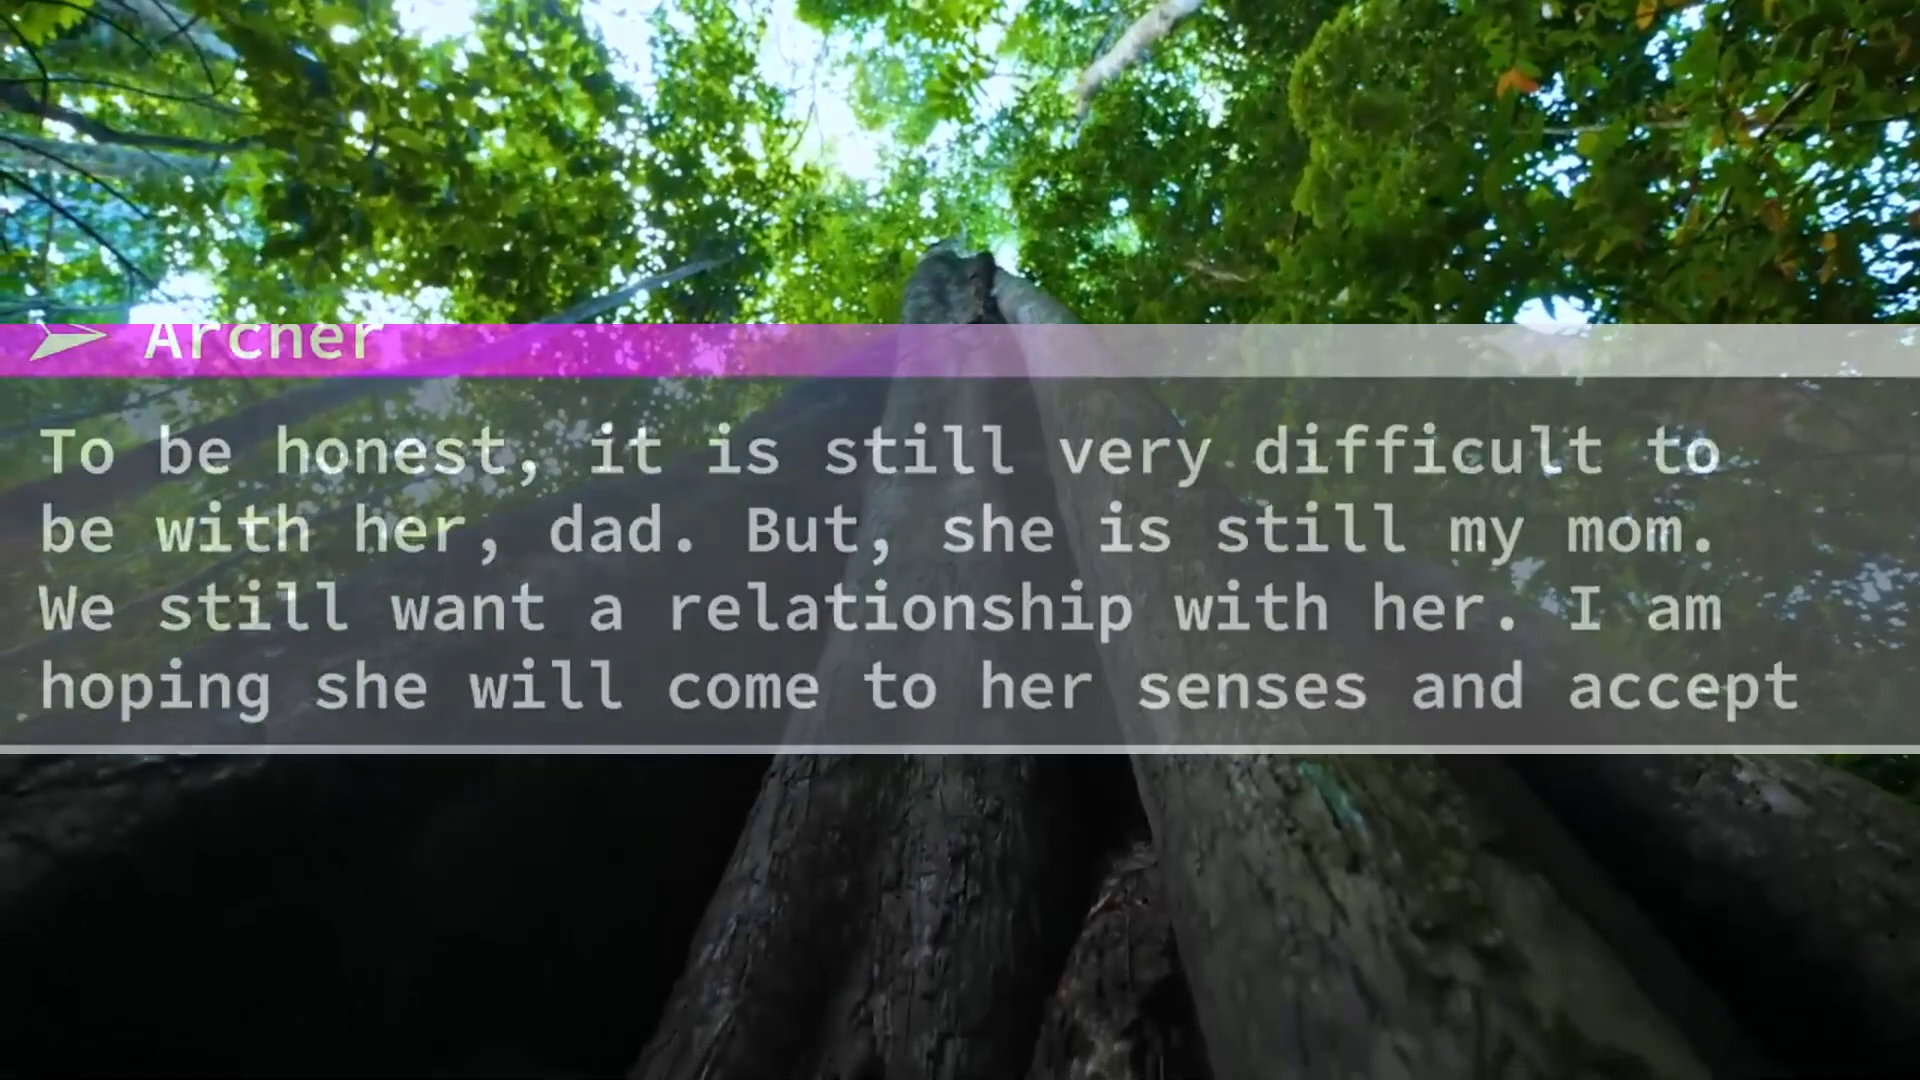 Archer
To be honest, it is still very difficult to
be with her, dad. But, she is still my mom.
We still want a relationship with her. I am
hoping she will come to her senses and accept